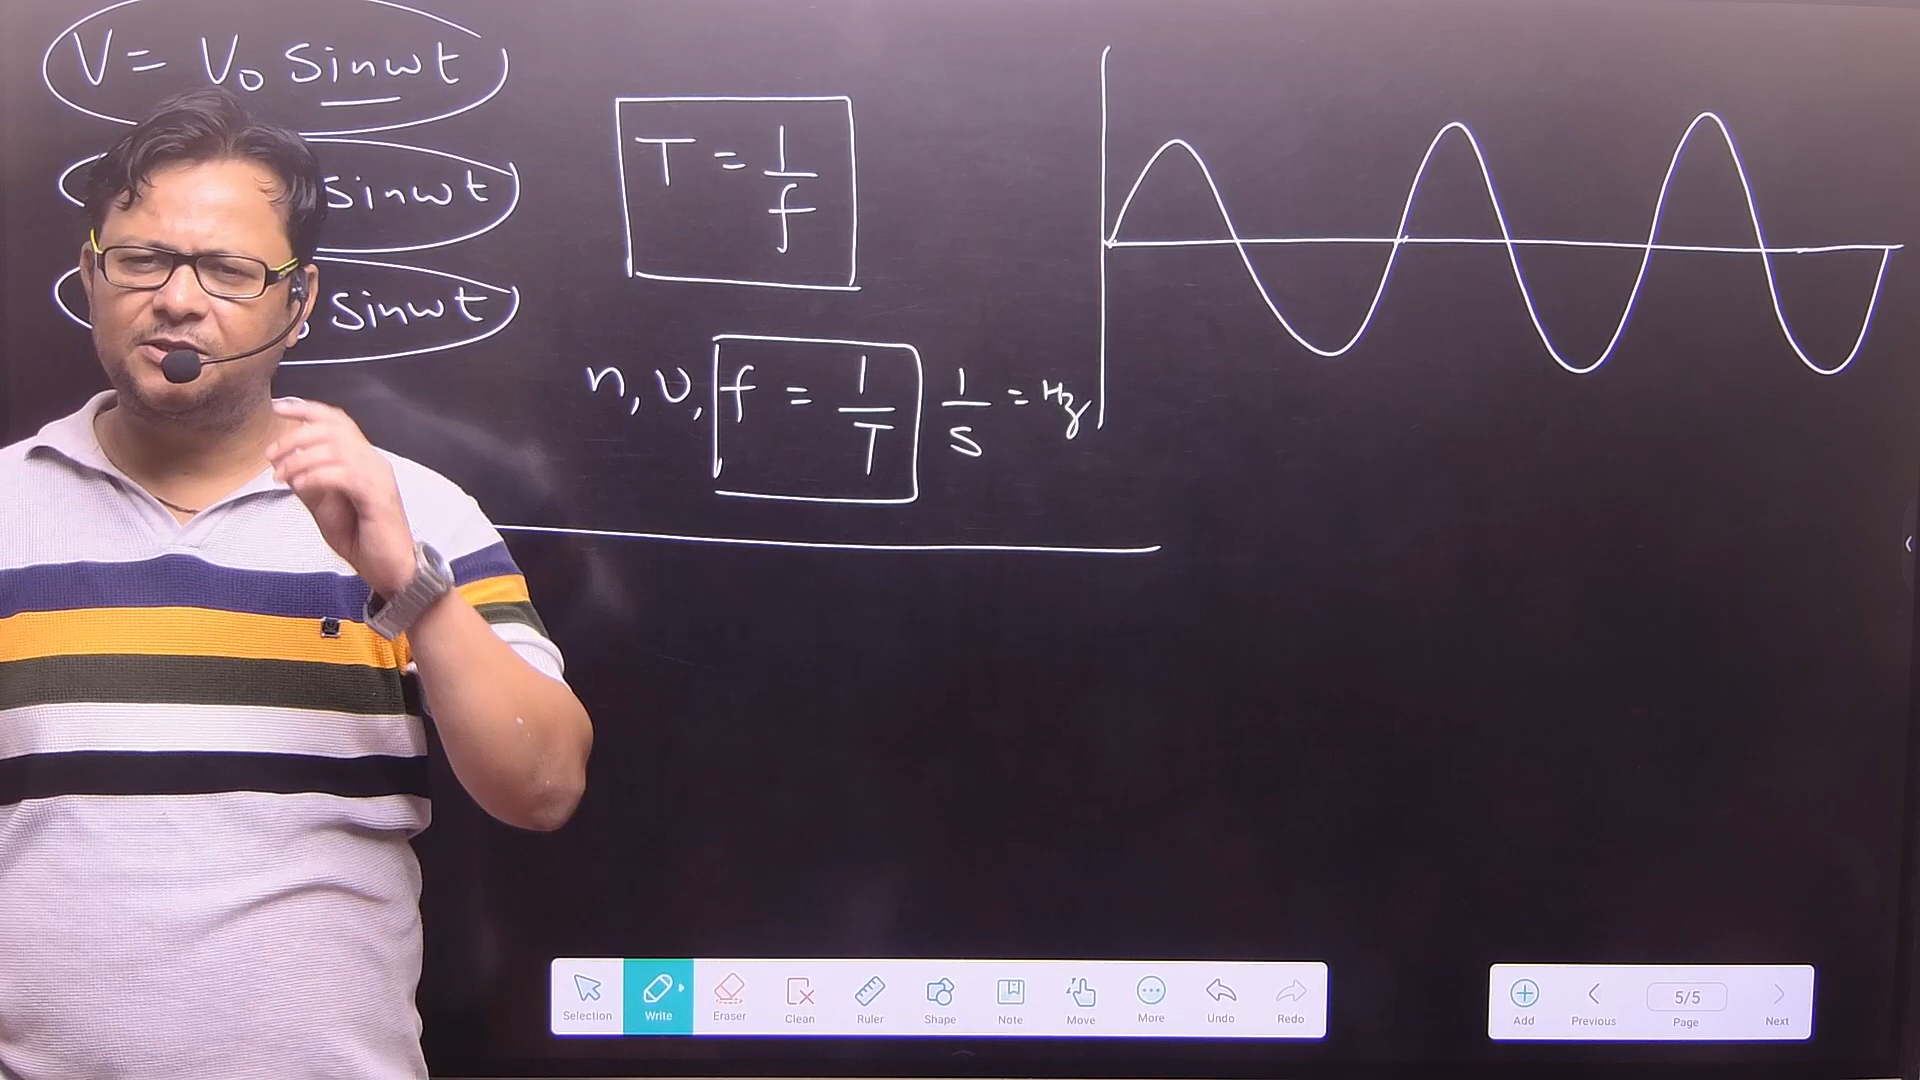 V = V₀ sinωt
sinωt
sinωt
T = 1/f
n, υ, f = 1/T 1/s = Hz
Selection Write Eraser Clean Ruler Shape Note Move More Undo Redo
Add Previous 5/5 Page Next